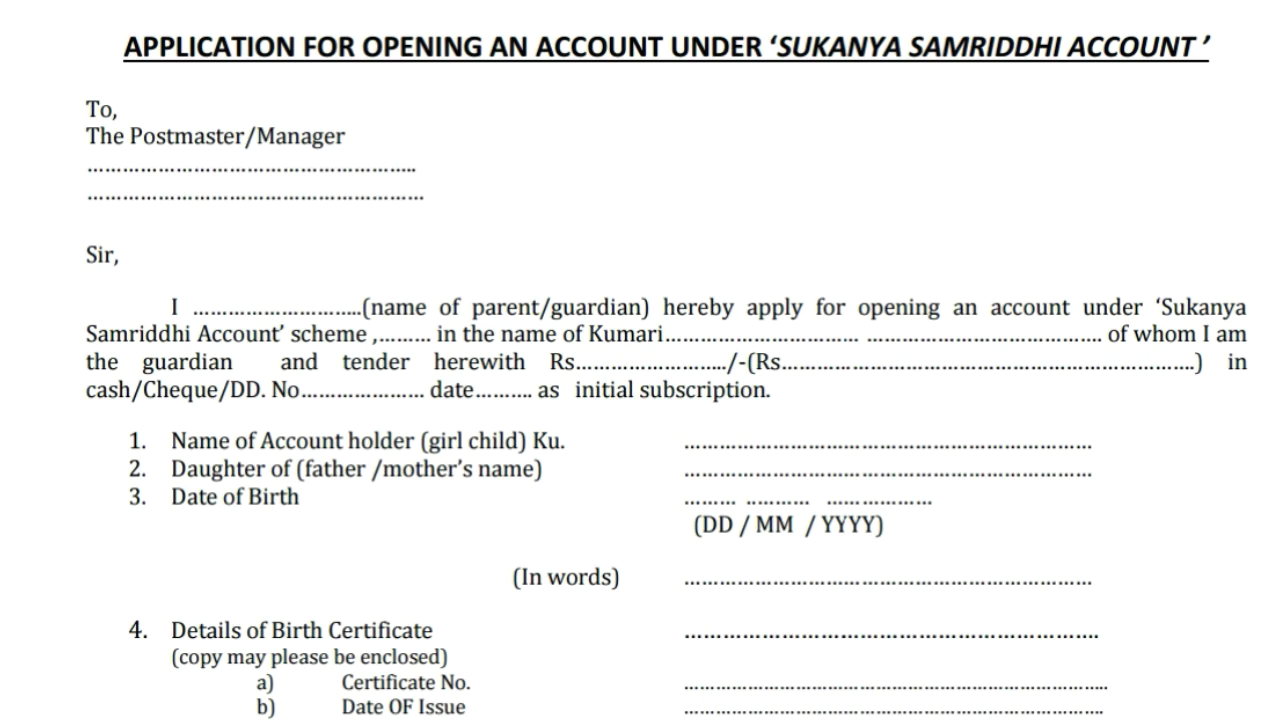 APPLICATION FOR OPENING AN ACCOUNT UNDER ‘SUKANYA SAMRIDDHI ACCOUNT ’
To,
The Postmaster/Manager
……………………………………………..
………………………………………………
Sir,
I ………………………..(name of parent/guardian) hereby apply for opening an account under ‘Sukanya
Samriddhi Account’ scheme ,……... in the name of Kumari………………………… ………………………………. of whom I am
the guardian and tender herewith Rs……………………../-(Rs……………………………………………………..) in
cash/Cheque/DD. No………………… date………. as initial subscription.
1. Name of Account holder (girl child) Ku. ……………………………………………………
2. Daughter of (father /mother’s name) ……………………………………………………
3. Date of Birth ……… ………. ………………
(DD / MM / YYYY)
(In words) ……………………………………………………
4. Details of Birth Certificate …………………………………………………….
(copy may please be enclosed)
a) Certificate No. ……………………………………………………..
b) Date OF Issue ……………………………………………………..